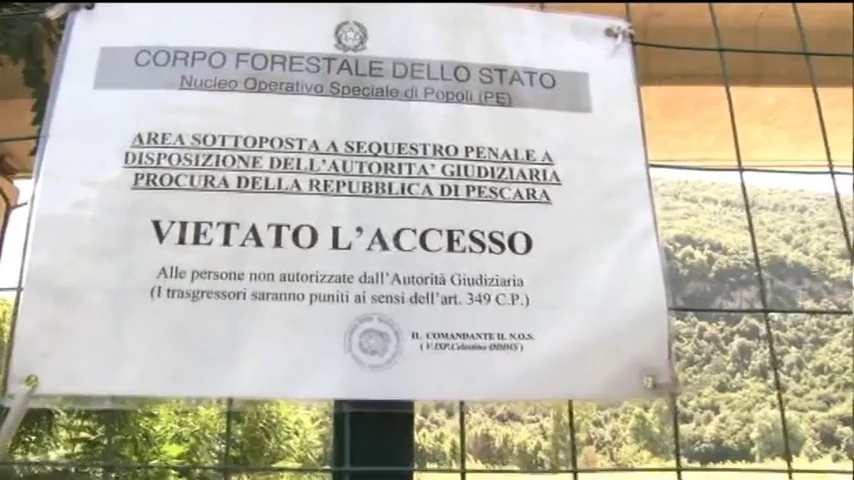 CORPO FORESTALE DELLO STATO
Nucleo Operativo Speciale di Popoli (PE)
AREA SOTTOPOSTA A SEQUESTRO PENALE A
DISPOSIZIONE DELL'AUTORITA' GIUDIZIARIA
PROCURA DELLA REPUBBLICA DI PESCARA
VIETATO L'ACCESSO
Alle persone non autorizzate dall'Autorità Giudiziaria
(I trasgressori saranno puniti ai sensi dell'art. 349 C.P.)
IL COMANDANTE IL N.O.S.
(V.ISP.Celestino ODDIS)